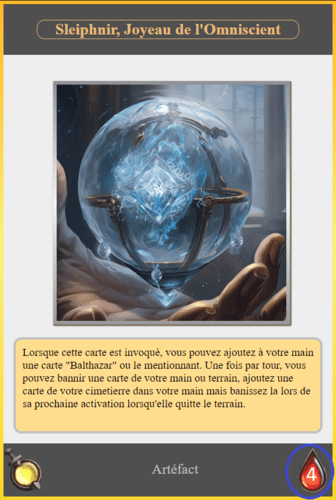 Sleiphnir, Joyeau de l'Omniscient
Lorsque cette carte est invoqué, vous pouvez ajoutez à votre main
une carte "Balthazar" ou le mentionnant. Une fois par tour, vous
pouvez bannir une carte de votre main ou terrain, ajoutez une
carte de votre cimetierre dans votre main mais banissez la lors de
sa prochaine activation lorsqu'elle quitte le terrain.
Artéfact
4